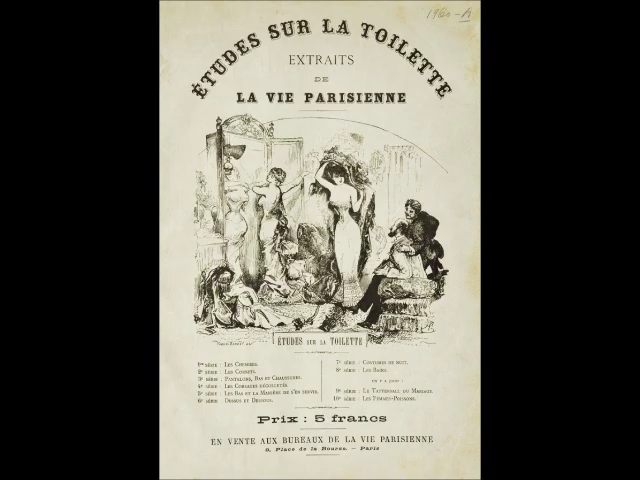 1960-A
ÉTUDES SUR LA TOILETTE
EXTRAITS
DE
LA VIE PARISIENNE
ÉTUDES SUR LA TOILETTE
1re SÉRIE : LES CHEMISES.
2e SÉRIE : LES CORSETS.
3e SÉRIE : PANTALONS, BAS ET CHAUSSURES.
4e SÉRIE : LES CORSAGES DÉCOLLETÉS.
5e SÉRIE : LES BAS ET LA MANIÈRE DE S'EN SERVIR.
6e SÉRIE : DESSUS ET DESSOUS.
7e SÉRIE : COSTUMES DE NUIT.
8e SÉRIE : LES BAINS.
ON Y A JOINT :
9e SÉRIE : LE TATTERSALL DU MARIAGE.
10e SÉRIE : LES FEMMES-POISSONS.
Prix : 5 francs
EN VENTE AUX BUREAUX DE LA VIE PARISIENNE
9, Place de la Bourse. — Paris